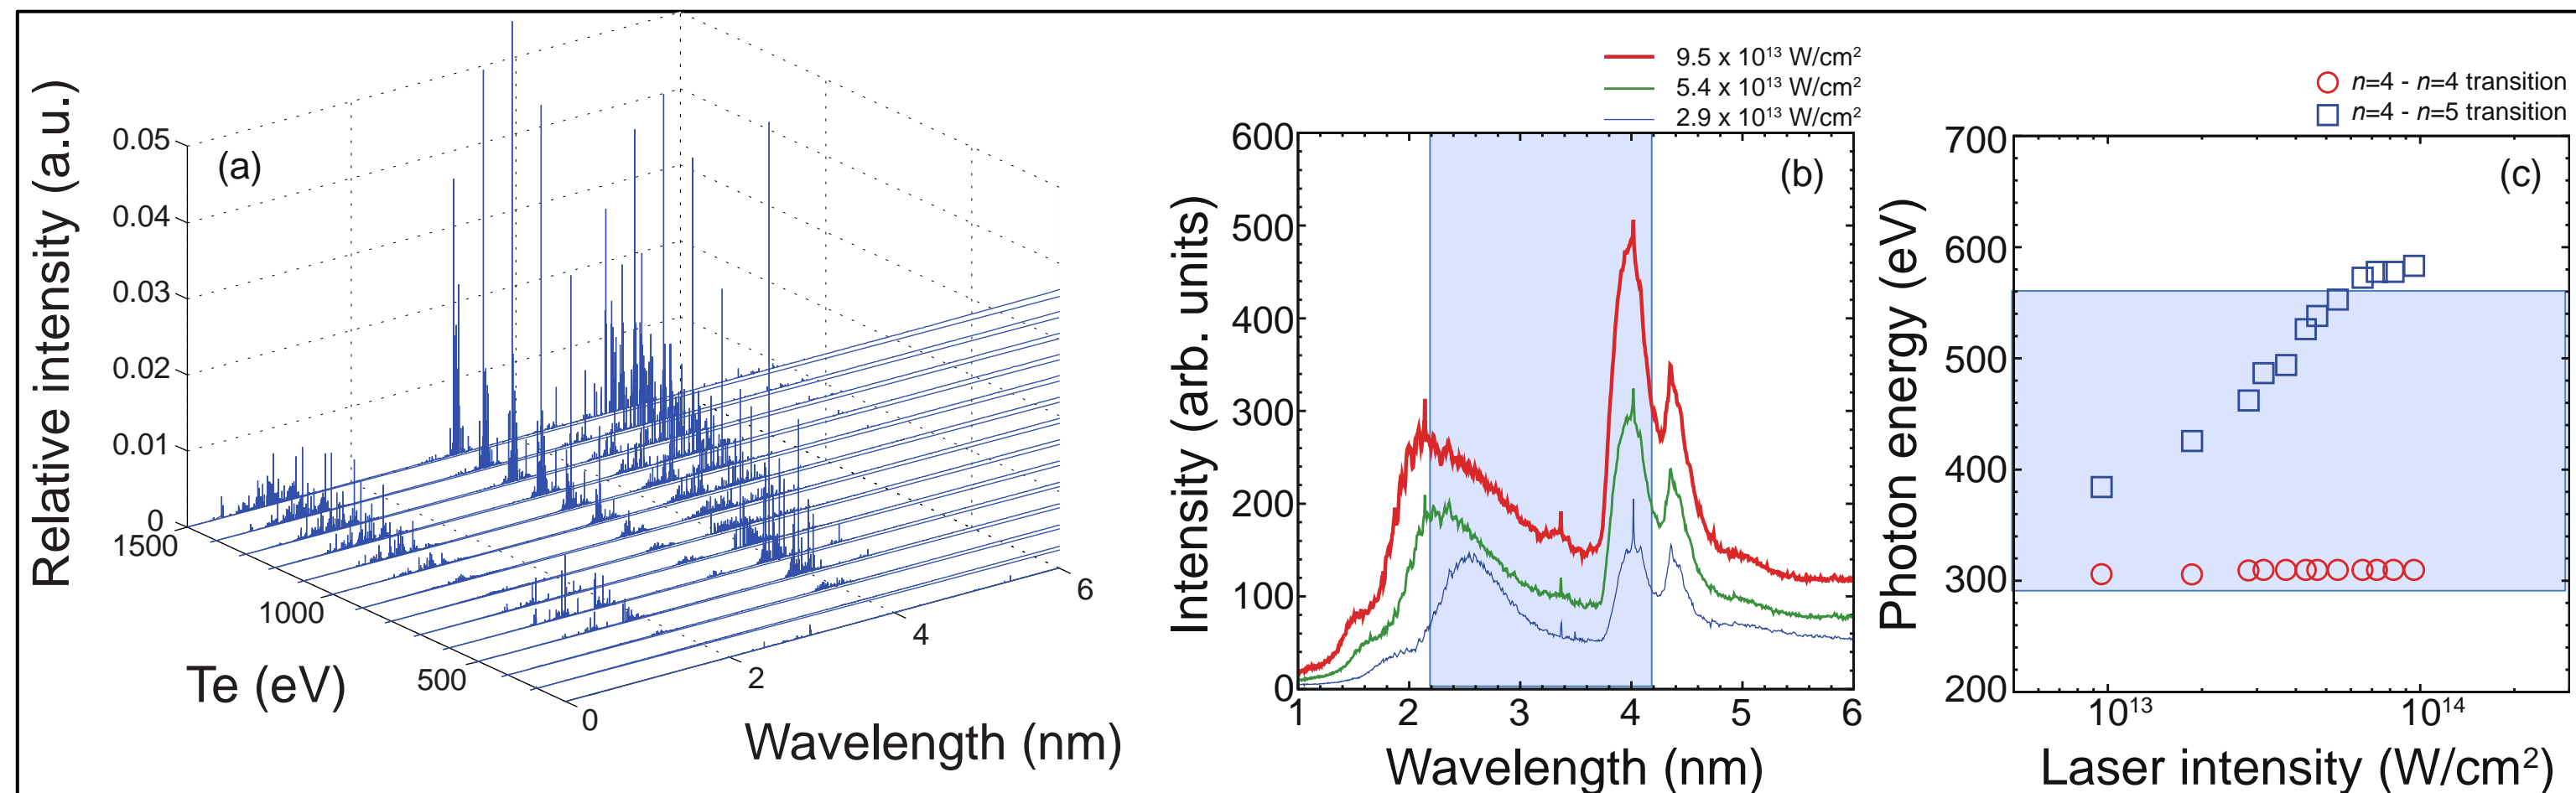 (a)
Relative intensity (a.u.)
0.05
0.04
0.03
0.02
0.01
0
1500
1000
500
0
Te (eV)
2
4
6
Wavelength (nm)
9.5 x 10¹³ W/cm²
5.4 x 10¹³ W/cm²
2.9 x 10¹³ W/cm²
(b)
Intensity (arb. units)
600
500
400
300
200
100
0
1 2 3 4 5 6
Wavelength (nm)
n=4 - n=4 transition
n=4 - n=5 transition
(c)
Photon energy (eV)
700
600
500
400
300
200
10¹³ 10¹⁴
Laser intensity (W/cm²)